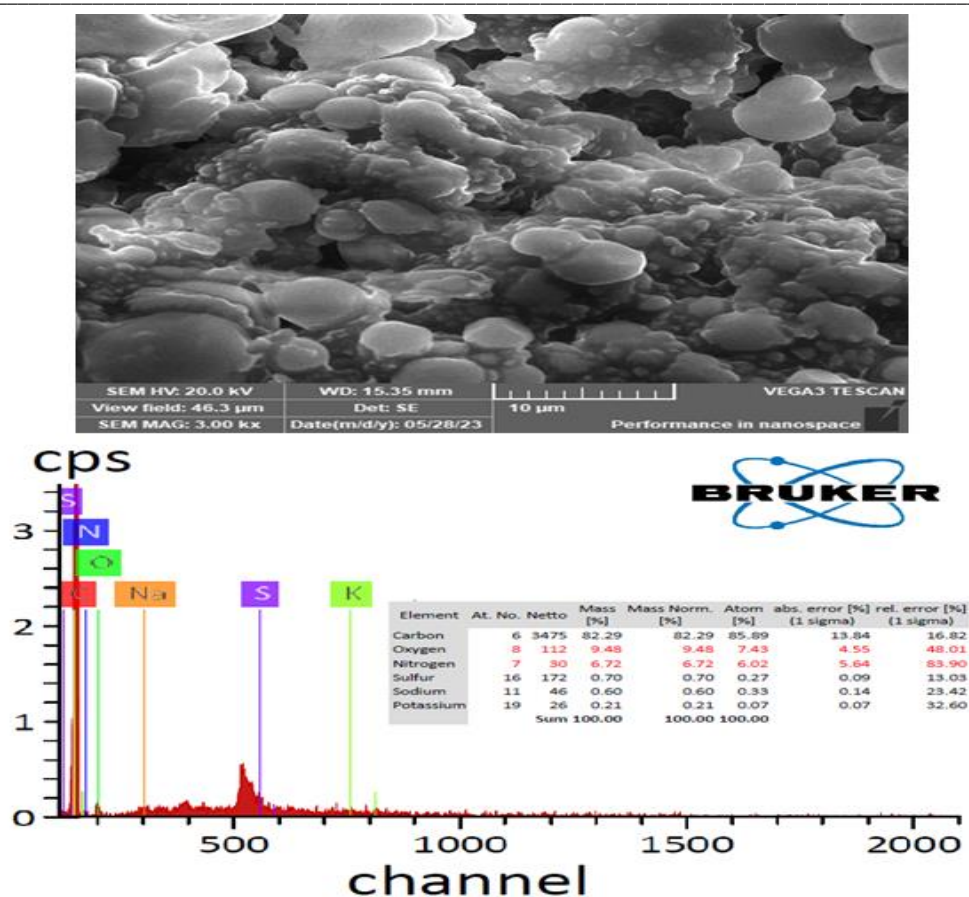 SEM HV: 20.0 kV WD: 15.35 mm VEGA3 TESCAN
View field: 46.3 µm Det: SE 10 µm
SEM MAG: 3.00 kx Date(m/d/y): 05/28/23 Performance in nanospace
cps
BRUKER
S
N
3
O
C Na S K
Element At. No. Netto Mass [%] Mass Norm. [%] Atom [%] abs. error [%] (1 sigma) rel. error [%] (1 sigma)
2
Carbon 6 3475 82.29 82.29 85.89 13.84 16.82
Oxygen 8 112 9.48 9.48 7.43 4.55 48.01
Nitrogen 7 30 6.72 6.72 6.02 5.64 83.90
Sulfur 16 172 0.70 0.70 0.27 0.09 13.03
Sodium 11 46 0.60 0.60 0.33 0.14 23.42
Potassium 19 26 0.21 0.21 0.07 0.07 32.60
Sum 100.00 100.00 100.00
1
0
500 1000 1500 2000
channel